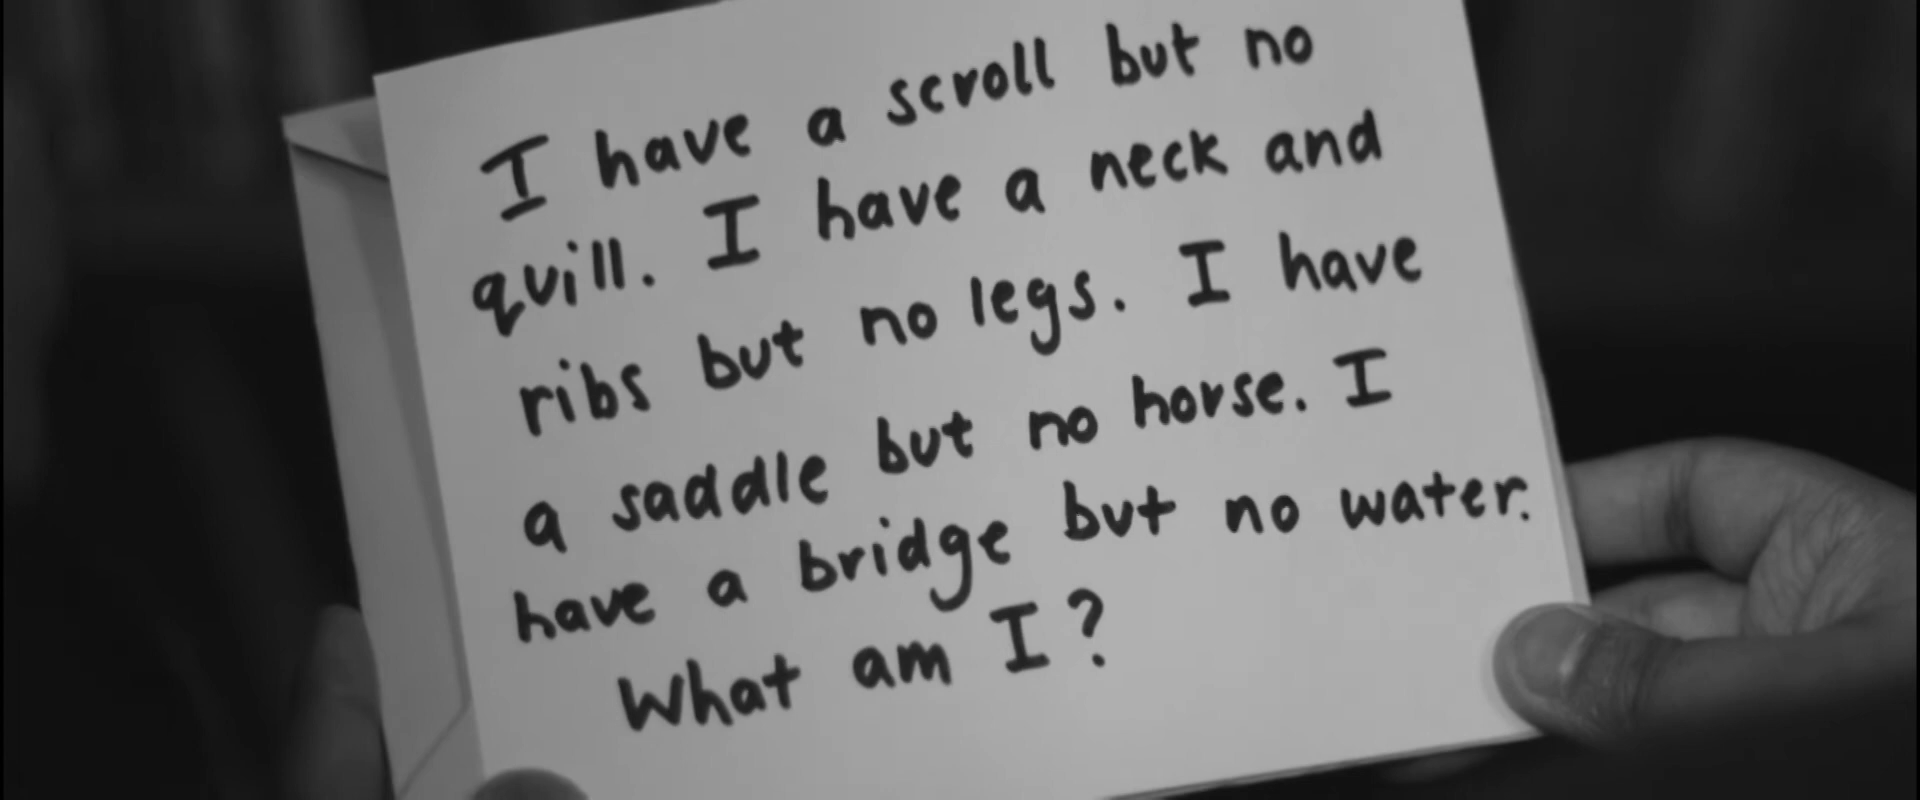 I have a scroll but no
quill. I have a neck and
ribs but no legs. I have
a saddle but no horse. I
have a bridge but no water.
What am I?